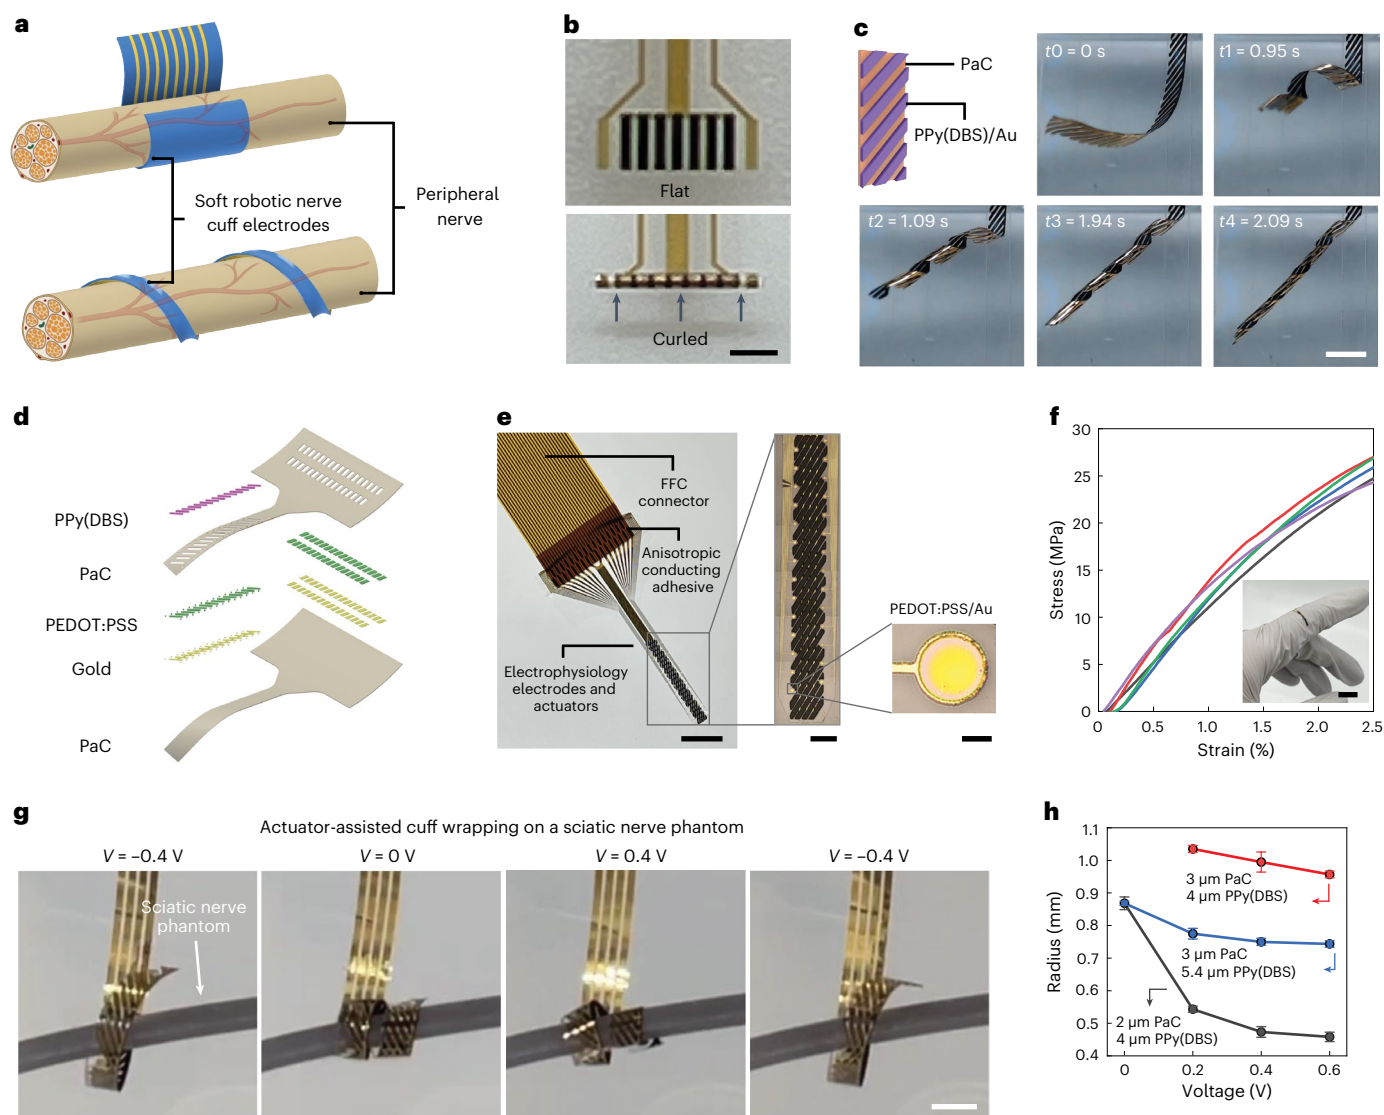 a
Soft robotic nerve
cuff electrodes
Peripheral
nerve
b
Flat
Curled
c
PaC
PPy(DBS)/Au
t0 = 0 s
t1 = 0.95 s
t2 = 1.09 s
t3 = 1.94 s
t4 = 2.09 s
d
PPy(DBS)
PaC
PEDOT:PSS
Gold
PaC
e
FFC
connector
Anisotropic
conducting
adhesive
Electrophysiology
electrodes and
actuators
PEDOT:PSS/Au
f
30
25
20
15
10
5
0
Stress (MPa)
0
0.5
1.0
1.5
2.0
2.5
Strain (%)
g
Actuator-assisted cuff wrapping on a sciatic nerve phantom
V = −0.4 V
V = 0 V
V = 0.4 V
V = −0.4 V
Sciatic nerve
phantom
h
1.1
1.0
0.9
0.8
0.7
0.6
0.5
0.4
Radius (mm)
3 µm PaC
4 µm PPy(DBS)
3 µm PaC
5.4 µm PPy(DBS)
2 µm PaC
4 µm PPy(DBS)
0
0.2
0.4
0.6
Voltage (V)